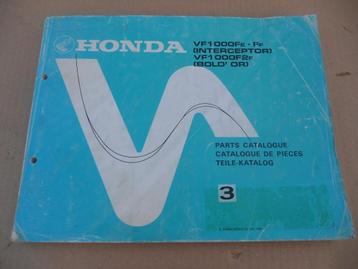 HONDA
VF1000FE · FF
(INTERCEPTOR)
VF1000F2F
(BOLD' OR)
PARTS CATALOGUE
CATALOGUE DE PIECES
TEILE-KATALOG
3